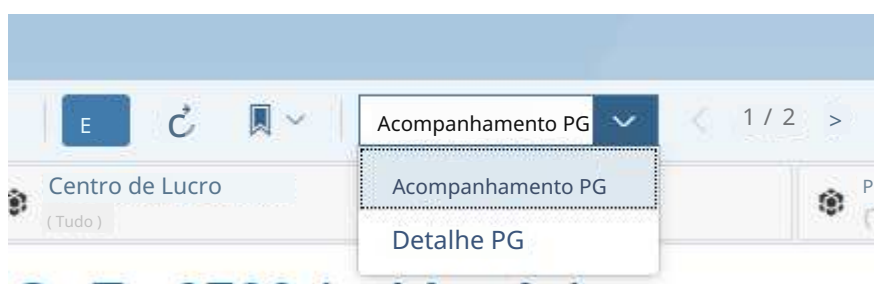 E
Acompanhamento PG
1 / 2 >
Centro de Lucro
(Tudo)
Acompanhamento PG
P
Detalhe PG